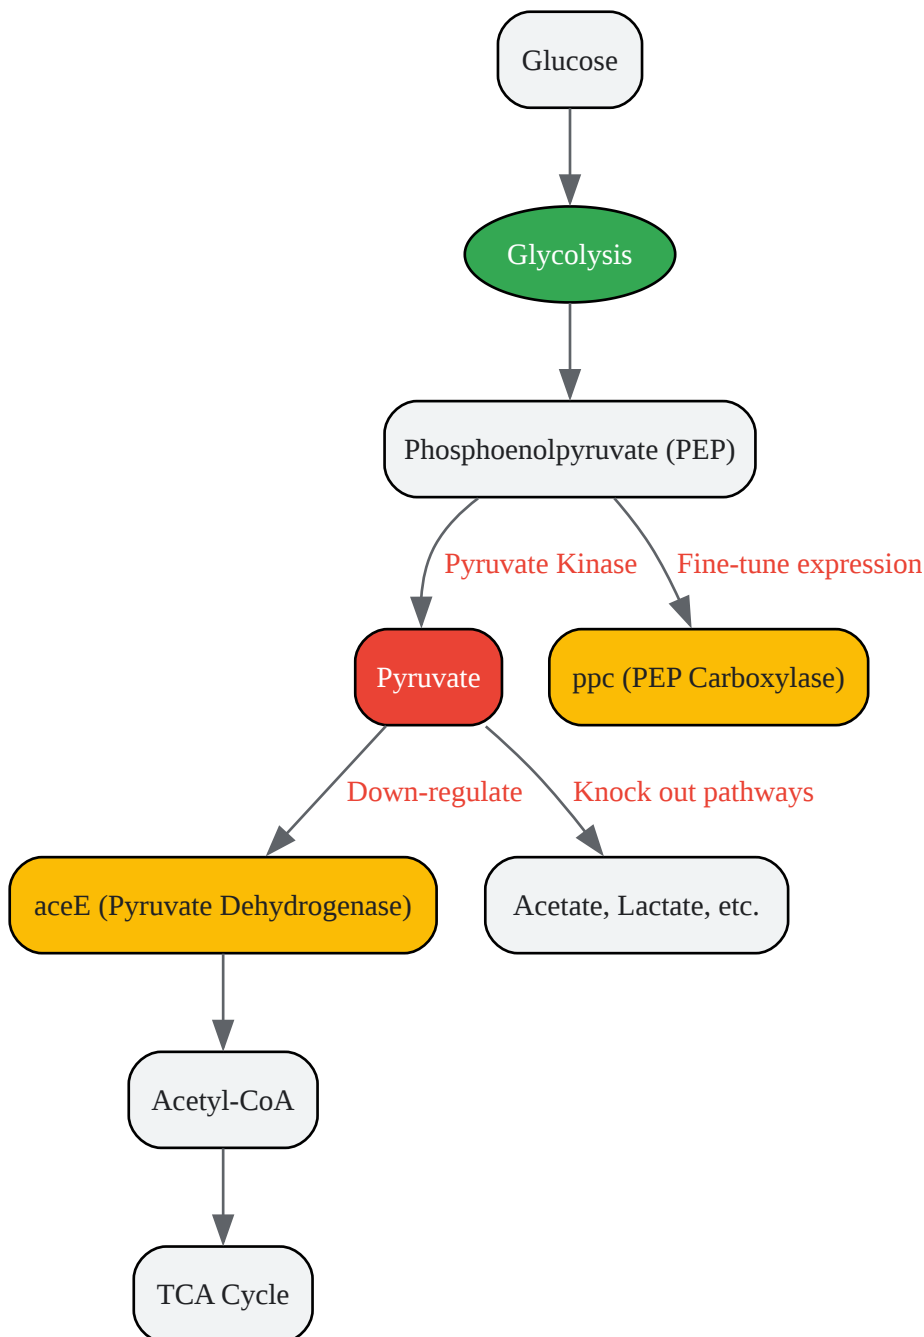 Glucose
Glycolysis
Phosphoenolpyruvate (PEP)
Pyruvate Kinase
Fine-tune expression
Pyruvate
ppc (PEP Carboxylase)
Down-regulate
Knock out pathways
aceE (Pyruvate Dehydrogenase)
Acetate, Lactate, etc.
Acetyl-CoA
TCA Cycle